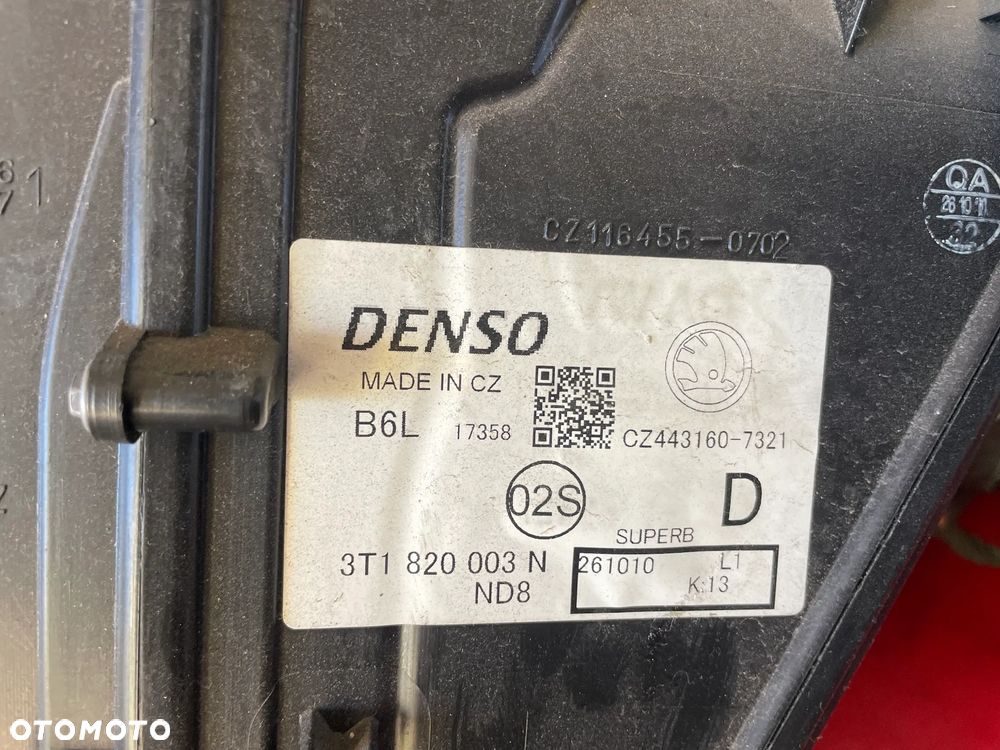 71
QA
26 10 11
32
CZ116455-0702
DENSO
MADE IN CZ
B6L 17358
CZ443160-7321
02S
D
SUPERB
3T1 820 003 N
261010 L1
ND8
K:13
OTOMOTO